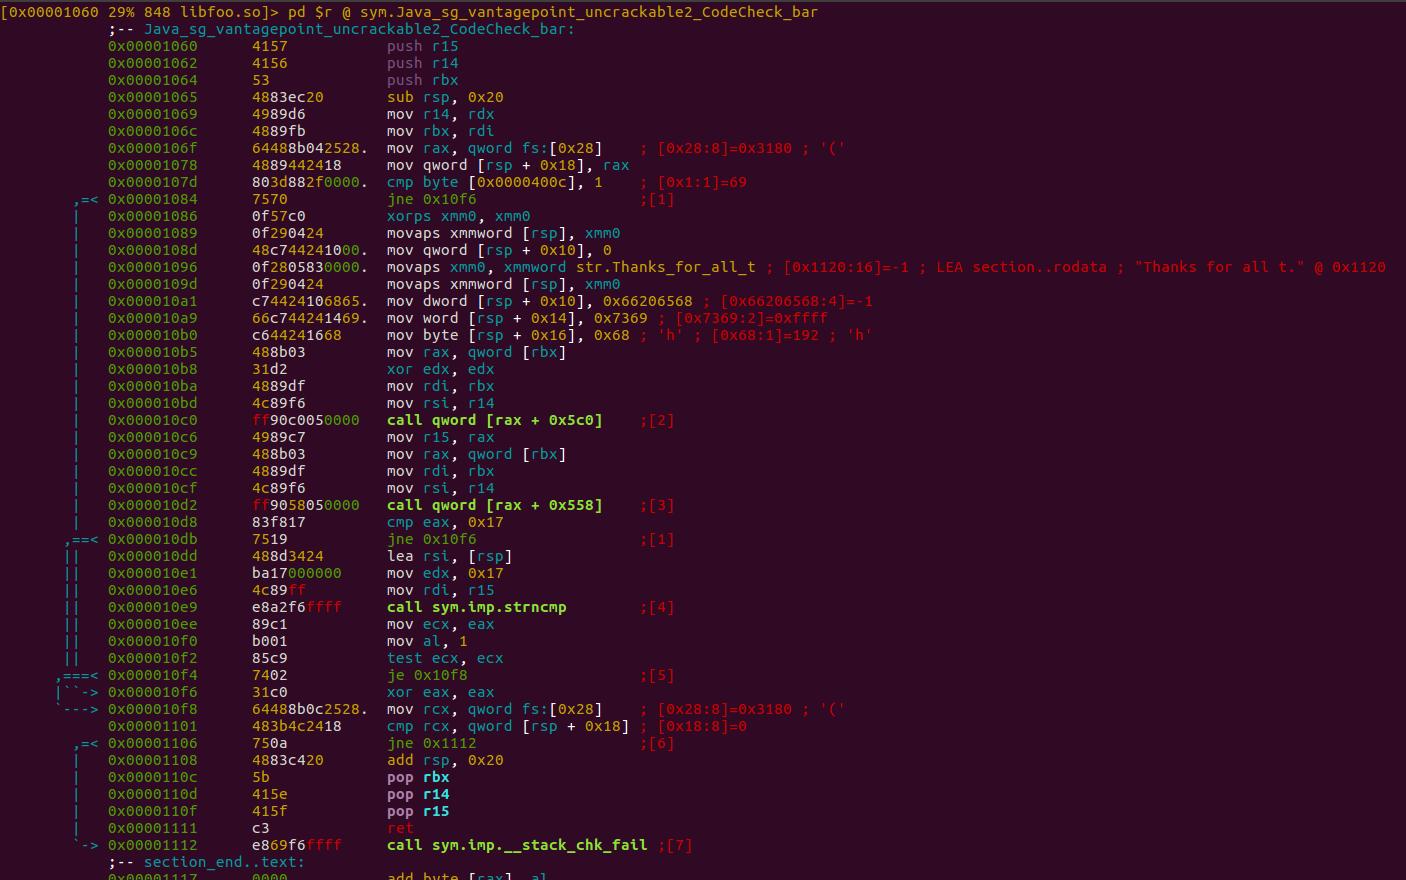 [0x00001060 29% 848 libfoo.so]> pd $r @ sym.Java_sg_vantagepoint_uncrackable2_CodeCheck_bar
;-- Java_sg_vantagepoint_uncrackable2_CodeCheck_bar:
0x00001060 4157 push r15
0x00001062 4156 push r14
0x00001064 53 push rbx
0x00001065 4883ec20 sub rsp, 0x20
0x00001069 4989d6 mov r14, rdx
0x0000106c 4889fb mov rbx, rdi
0x0000106f 64488b042528. mov rax, qword fs:[0x28] ; [0x28:8]=0x3180 ; '('
0x00001078 4889442418 mov qword [rsp + 0x18], rax
0x0000107d 803d882f0000. cmp byte [0x0000400c], 1 ; [0x1:1]=69
,=< 0x00001084 7570 jne 0x10f6 ;[1]
| 0x00001086 0f57c0 xorps xmm0, xmm0
| 0x00001089 0f290424 movaps xmmword [rsp], xmm0
| 0x0000108d 48c744241000. mov qword [rsp + 0x10], 0
| 0x00001096 0f2805830000. movaps xmm0, xmmword str.Thanks_for_all_t ; [0x1120:16]=-1 ; LEA section..rodata ; "Thanks for all t." @ 0x1120
| 0x0000109d 0f290424 movaps xmmword [rsp], xmm0
| 0x000010a1 c74424106865. mov dword [rsp + 0x10], 0x66206568 ; [0x66206568:4]=-1
| 0x000010a9 66c744241469. mov word [rsp + 0x14], 0x7369 ; [0x7369:2]=0xffff
| 0x000010b0 c644241668 mov byte [rsp + 0x16], 0x68 ; 'h' ; [0x68:1]=192 ; 'h'
| 0x000010b5 488b03 mov rax, qword [rbx]
| 0x000010b8 31d2 xor edx, edx
| 0x000010ba 4889df mov rdi, rbx
| 0x000010bd 4c89f6 mov rsi, r14
| 0x000010c0 ff90c0050000 call qword [rax + 0x5c0] ;[2]
| 0x000010c6 4989c7 mov r15, rax
| 0x000010c9 488b03 mov rax, qword [rbx]
| 0x000010cc 4889df mov rdi, rbx
| 0x000010cf 4c89f6 mov rsi, r14
| 0x000010d2 ff9058050000 call qword [rax + 0x558] ;[3]
| 0x000010d8 83f817 cmp eax, 0x17
,==< 0x000010db 7519 jne 0x10f6 ;[1]
|| 0x000010dd 488d3424 lea rsi, [rsp]
|| 0x000010e1 ba17000000 mov edx, 0x17
|| 0x000010e6 4c89ff mov rdi, r15
|| 0x000010e9 e8a2f6ffff call sym.imp.strncmp ;[4]
|| 0x000010ee 89c1 mov ecx, eax
|| 0x000010f0 b001 mov al, 1
|| 0x000010f2 85c9 test ecx, ecx
,===< 0x000010f4 7402 je 0x10f8 ;[5]
|``-> 0x000010f6 31c0 xor eax, eax
`---> 0x000010f8 64488b0c2528. mov rcx, qword fs:[0x28] ; [0x28:8]=0x3180 ; '('
0x00001101 483b4c2418 cmp rcx, qword [rsp + 0x18] ; [0x18:8]=0
,=< 0x00001106 750a jne 0x1112 ;[6]
| 0x00001108 4883c420 add rsp, 0x20
| 0x0000110c 5b pop rbx
| 0x0000110d 415e pop r14
| 0x0000110f 415f pop r15
| 0x00001111 c3 ret
`-> 0x00001112 e869f6ffff call sym.imp.__stack_chk_fail ;[7]
;-- section_end..text:
0x00001117 0000 add byte [rax], al